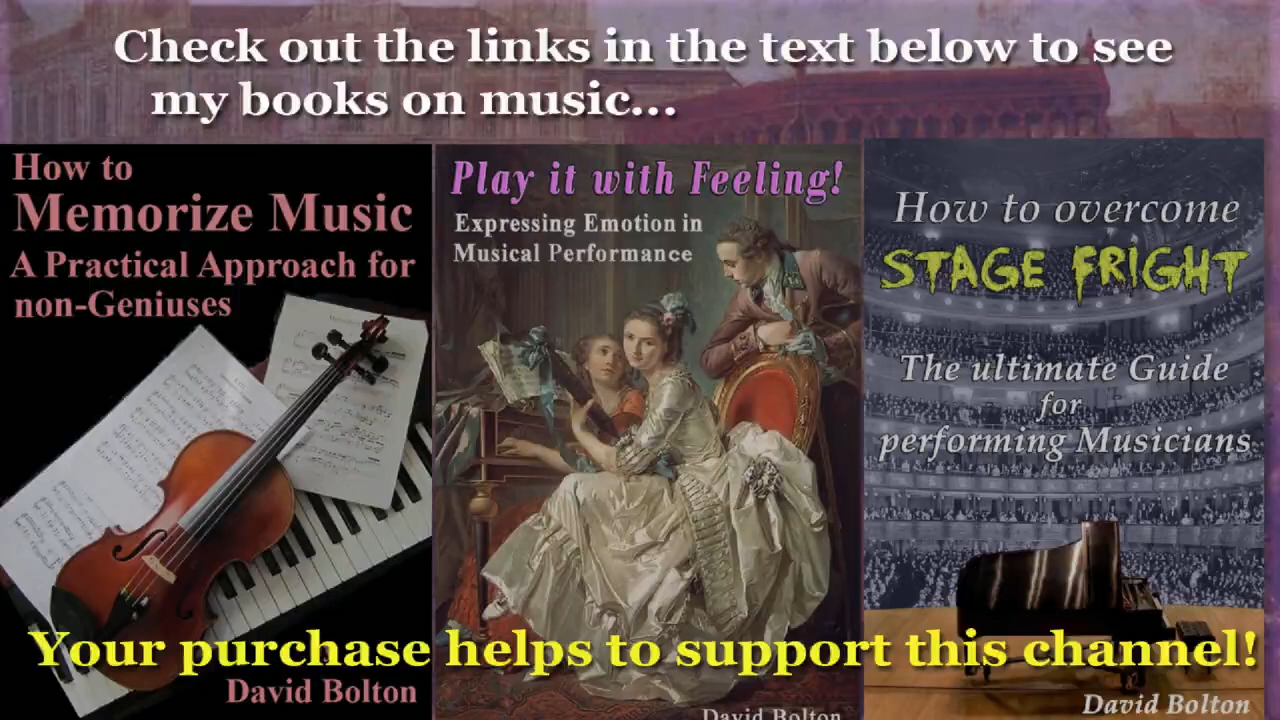 Check out the links in the text below to see
my books on music...
How to
Memorize Music
A Practical Approach for
non-Geniuses
David Bolton
Play it with Feeling!
Expressing Emotion in
Musical Performance
David Bolton
How to overcome
STAGE FRIGHT
The ultimate Guide
for
performing Musicians
David Bolton
Your purchase helps to support this channel!